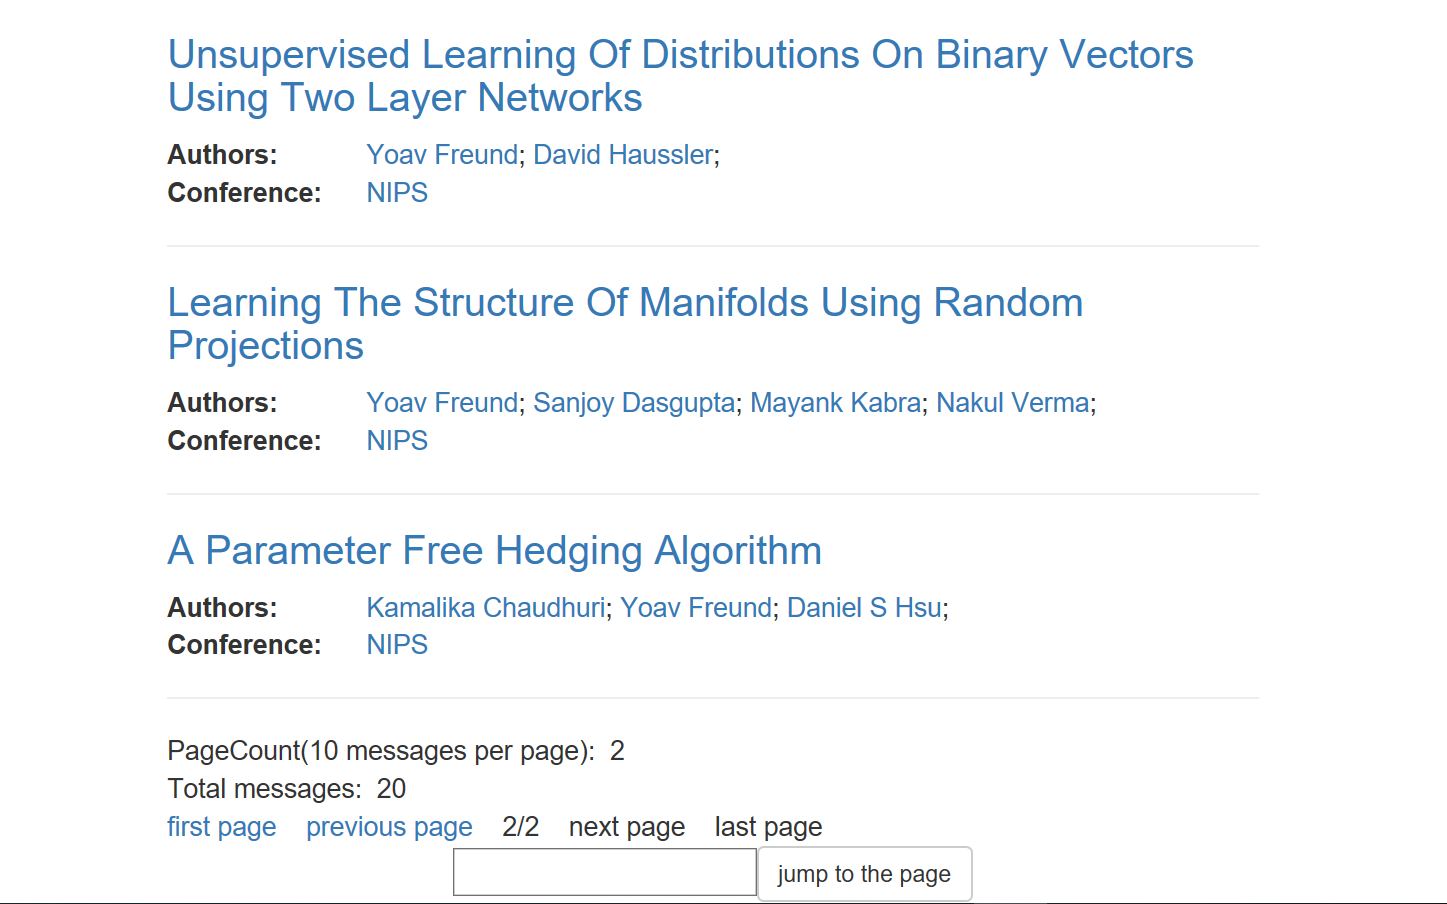 Unsupervised Learning Of Distributions On Binary Vectors
Using Two Layer Networks
Authors: Yoav Freund; David Haussler;
Conference: NIPS
Learning The Structure Of Manifolds Using Random
Projections
Authors: Yoav Freund; Sanjoy Dasgupta; Mayank Kabra; Nakul Verma;
Conference: NIPS
A Parameter Free Hedging Algorithm
Authors: Kamalika Chaudhuri; Yoav Freund; Daniel S Hsu;
Conference: NIPS
PageCount(10 messages per page): 2
Total messages: 20
first page previous page 2/2 next page last page
jump to the page